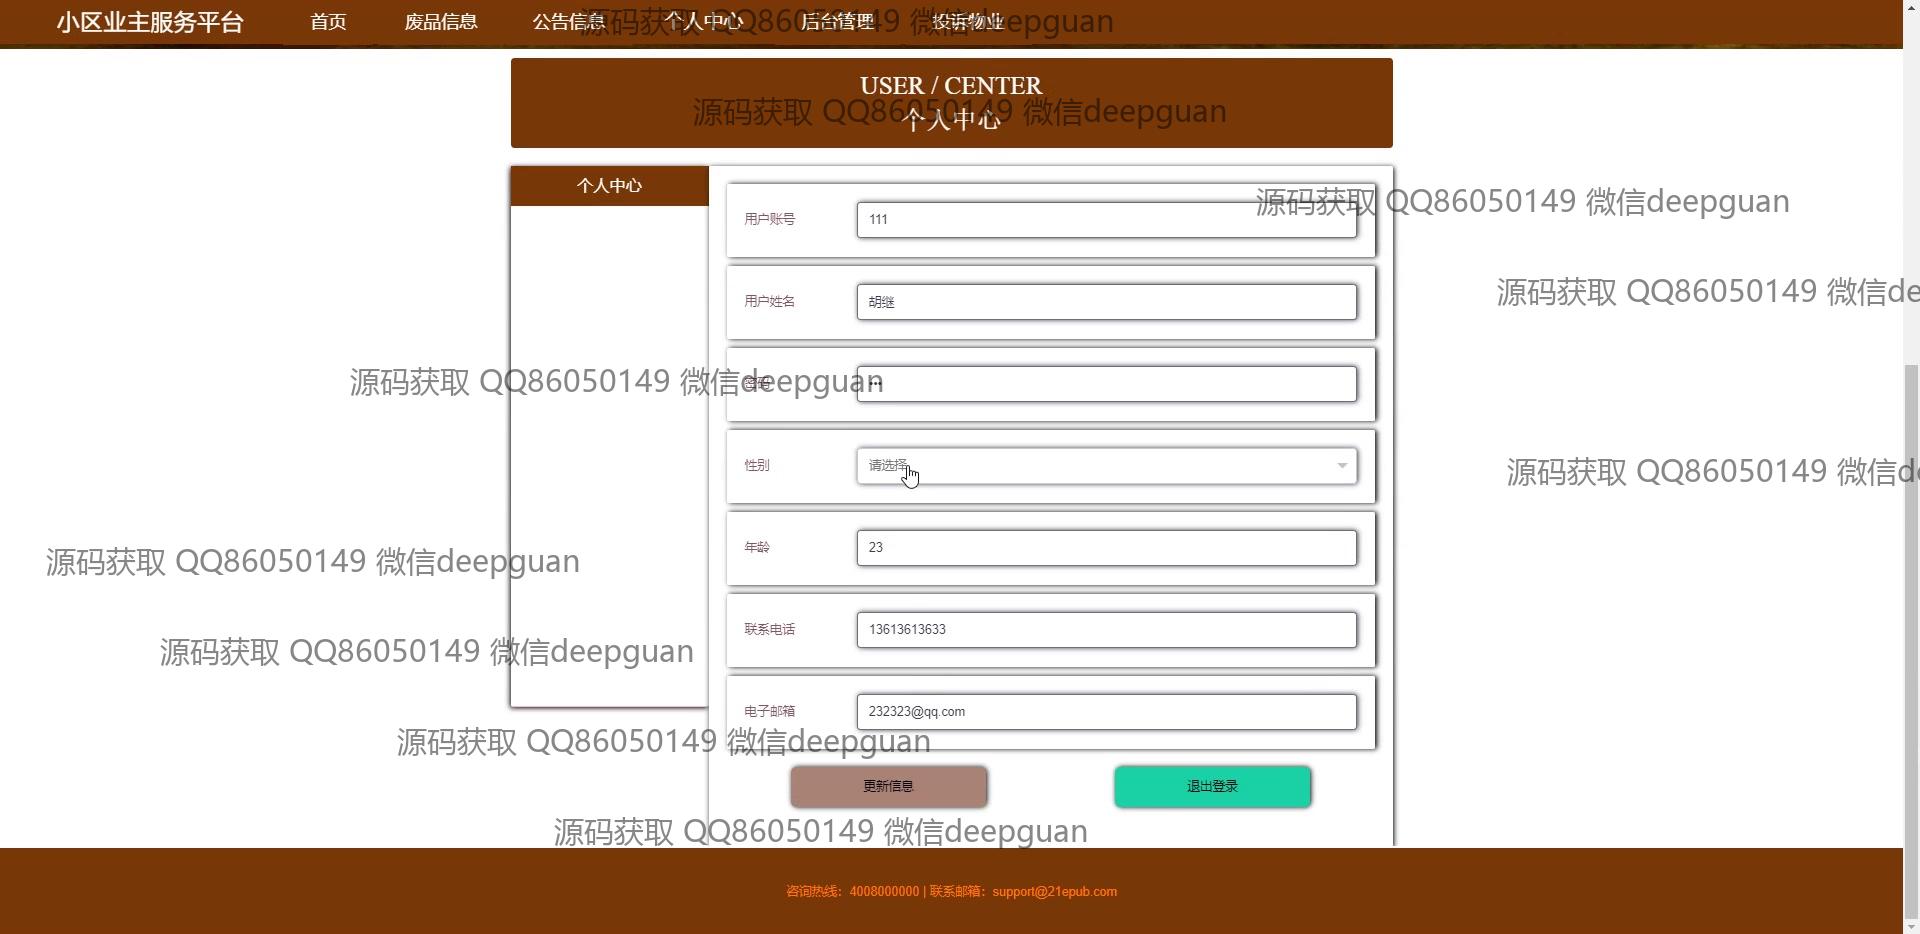 小区业主服务平台 首页 废品信息 公告信息 个人中心 后台管理 投诉物业
源码获取 QQ86050149 微信deepguan
USER / CENTER
源码获取 QQ86050149 微信deepguan
个人中心
个人中心
源码获取 QQ86050149 微信deepguan
用户账号 111
源码获取 QQ86050149 微信de
用户姓名 胡继
源码获取 QQ86050149 微信deepguan
密码 •••
性别 请选择
源码获取 QQ86050149 微信d
年龄 23
源码获取 QQ86050149 微信deepguan
联系电话 13613613633
源码获取 QQ86050149 微信deepguan
电子邮箱 232323@qq.com
源码获取 QQ86050149 微信deepguan
更新信息 退出登录
源码获取 QQ86050149 微信deepguan
咨询热线：4008000000 | 联系邮箱：support@21epub.com